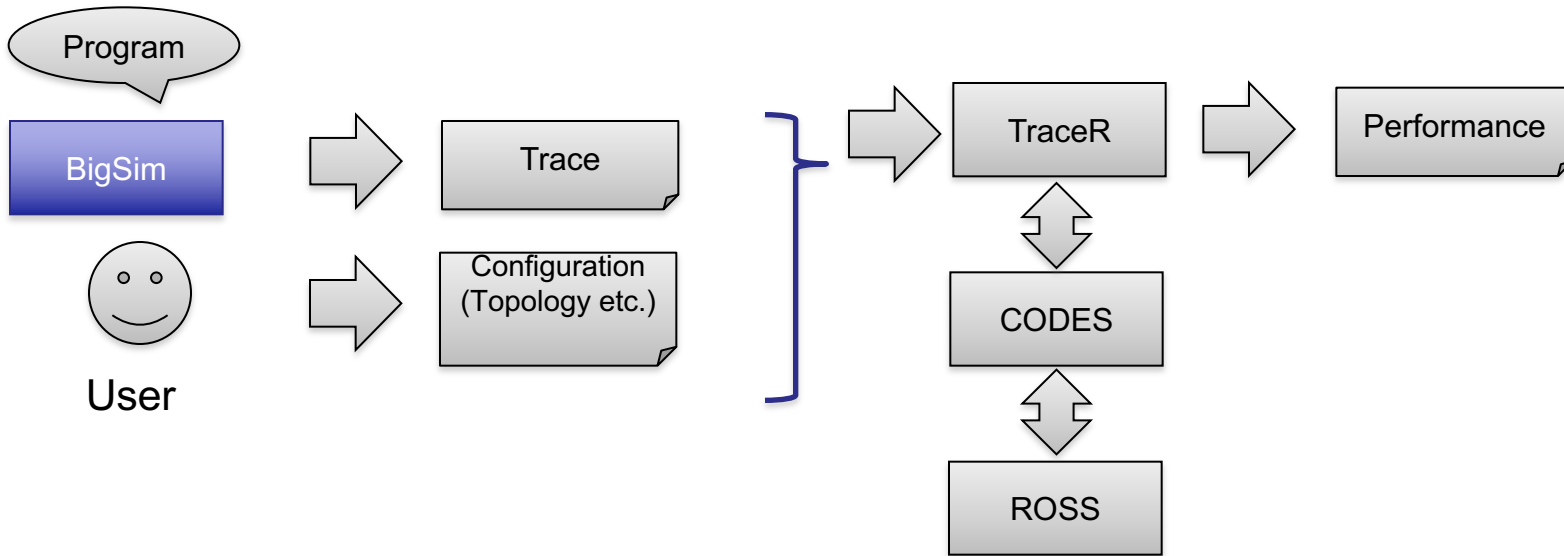 Program
BigSim
Trace
Configuration
(Topology etc.)
User
TraceR
Performance
CODES
ROSS